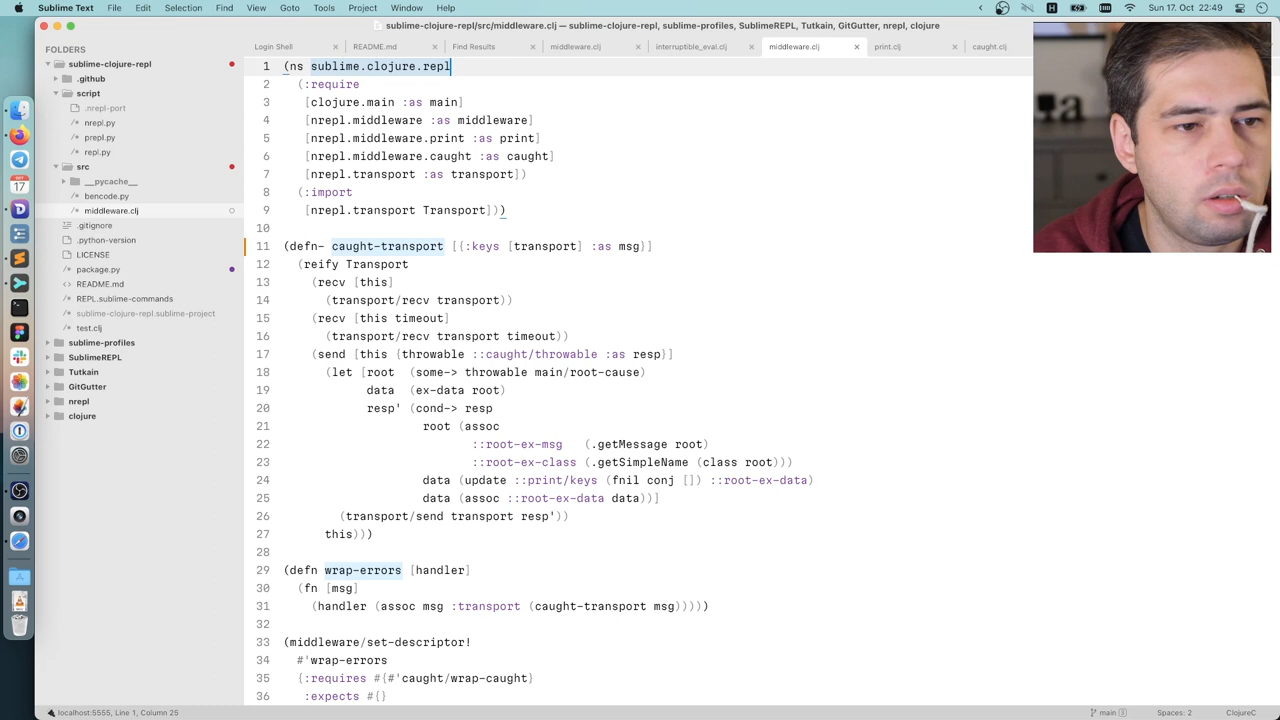 Sublime Text File Edit Selection Find View Goto Tools Project Window Help Sun 17. Oct 22:49
sublime-clojure-repl/src/middleware.clj — sublime-clojure-repl, sublime-profiles, SublimeREPL, Tutkain, GitGutter, nrepl, clojure
Login Shell README.md Find Results middleware.clj interruptible_eval.clj middleware.clj print.clj caught.clj
FOLDERS
sublime-clojure-repl
.github
script
.nrepl-port
nrepl.py
prepl.py
repl.py
src
__pycache__
bencode.py
middleware.clj
.gitignore
.python-version
LICENSE
package.py
README.md
REPL.sublime-commands
sublime-clojure-repl.sublime-project
test.clj
sublime-profiles
SublimeREPL
Tutkain
GitGutter
nrepl
clojure
1 (ns sublime.clojure.repl
2 (:require
3 [clojure.main :as main]
4 [nrepl.middleware :as middleware]
5 [nrepl.middleware.print :as print]
6 [nrepl.middleware.caught :as caught]
7 [nrepl.transport :as transport])
8 (:import
9 [nrepl.transport Transport]))
10
11 (defn- caught-transport [{:keys [transport] :as msg}]
12 (reify Transport
13 (recv [this]
14 (transport/recv transport))
15 (recv [this timeout]
16 (transport/recv transport timeout))
17 (send [this {throwable ::caught/throwable :as resp}]
18 (let [root (some-> throwable main/root-cause)
19 data (ex-data root)
20 resp' (cond-> resp
21 root (assoc
22 ::root-ex-msg (.getMessage root)
23 ::root-ex-class (.getSimpleName (class root)))
24 data (update ::print/keys (fnil conj []) ::root-ex-data)
25 data (assoc ::root-ex-data data))]
26 (transport/send transport resp'))
27 this)))
28
29 (defn wrap-errors [handler]
30 (fn [msg]
31 (handler (assoc msg :transport (caught-transport msg)))))
32
33 (middleware/set-descriptor!
34 #'wrap-errors
35 {:requires #{#'caught/wrap-caught}
36 :expects #{}
localhost:5555, Line 1, Column 25 main 3 Spaces: 2 ClojureC